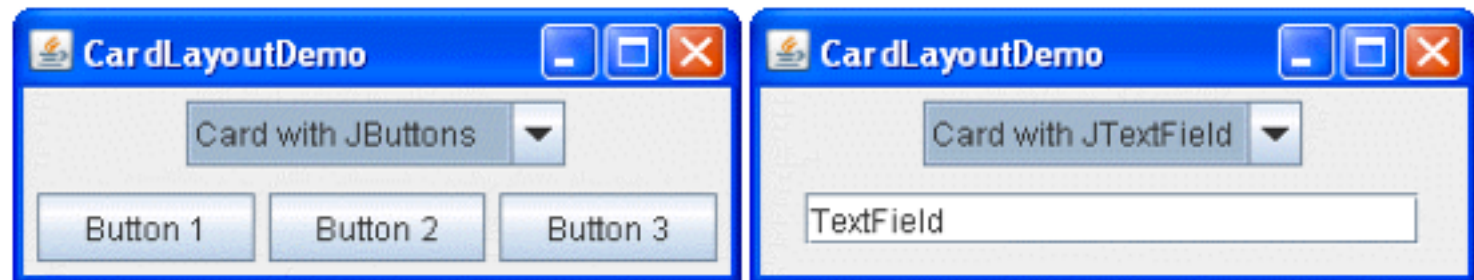 CardLayoutDemo
Card with JButtons
Button 1 Button 2 Button 3
CardLayoutDemo
Card with JTextField
TextField